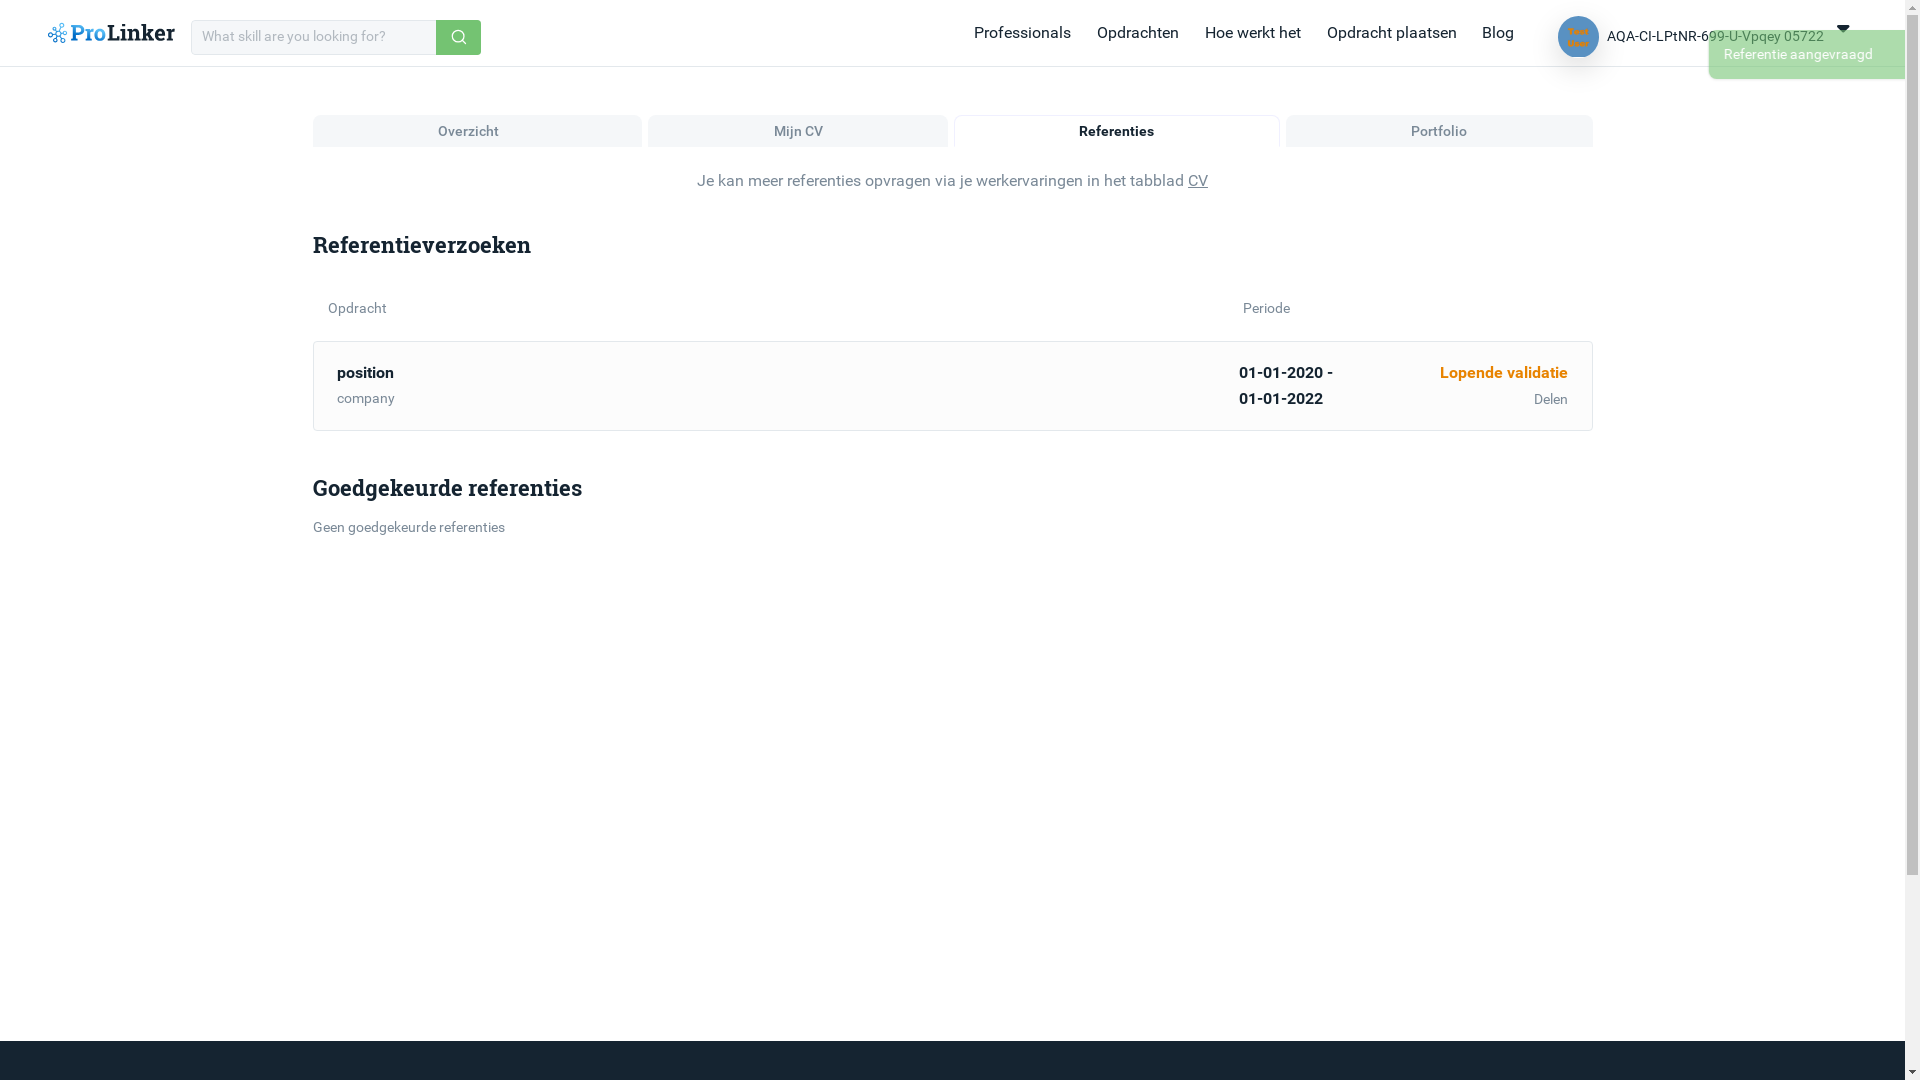 ProLinker
What skill are you looking for?
Professionals
Opdrachten
Hoe werkt het
Opdracht plaatsen
Blog
Test
User
AQA-CI-LPtNR-699-U-Vpqey 05722
Referentie aangevraagd
Overzicht
Mijn CV
Referenties
Portfolio
Je kan meer referenties opvragen via je werkervaringen in het tabblad CV
Referentieverzoeken
Opdracht
Periode
position
01-01-2020 -
Lopende validatie
company
01-01-2022
Delen
Goedgekeurde referenties
Geen goedgekeurde referenties